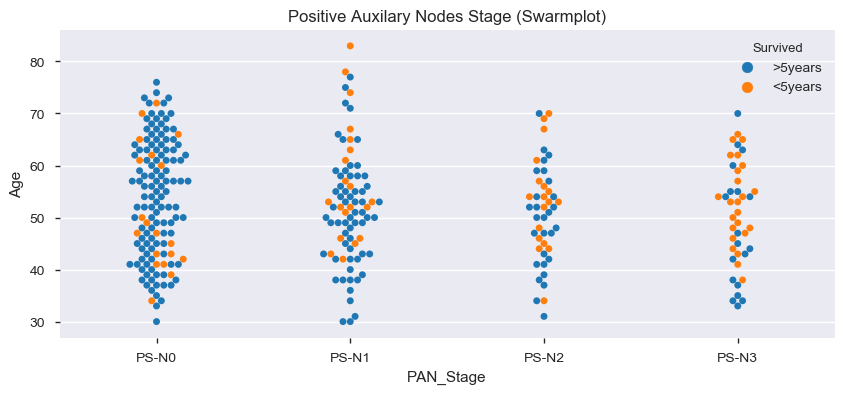 Positive Auxilary Nodes Stage (Swarmplot)
Survived
>5years
<5years
Age
80
70
60
50
40
30
PS-N0
PS-N1
PS-N2
PS-N3
PAN_Stage